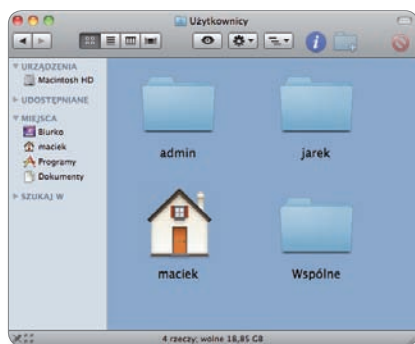 Użytkownicy
URZĄDZENIA
Macintosh HD
UDOSTĘPNIANE
MIEJSCA
Biurko
maciek
Programy
Dokumenty
SZUKAJ W
admin
jarek
maciek
Wspólne
4 rzeczy; wolne 18,85 GB